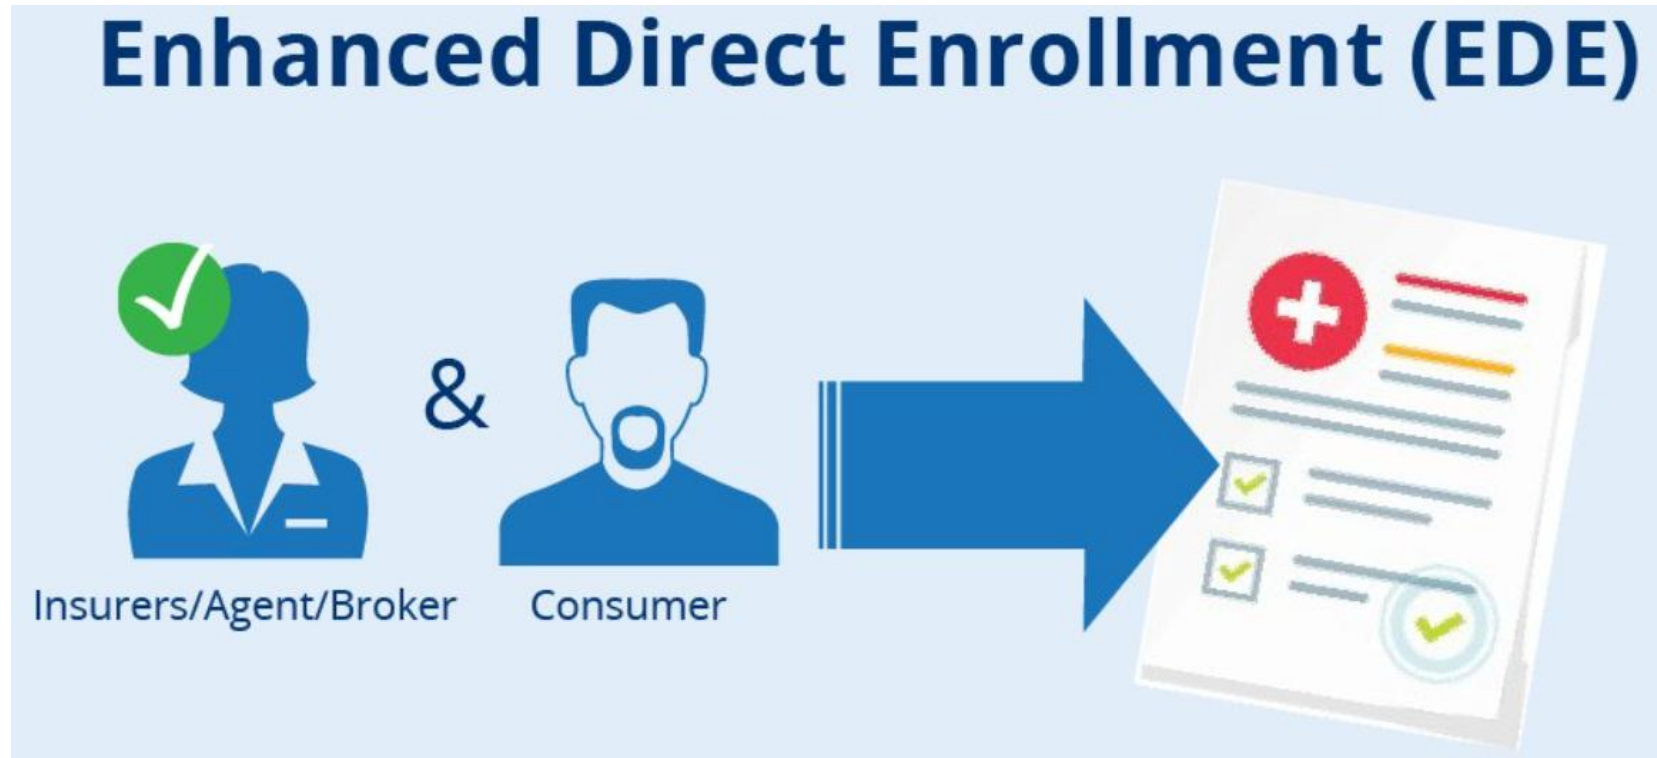 Enhanced Direct Enrollment (EDE)
&
Insurers/Agent/Broker
Consumer